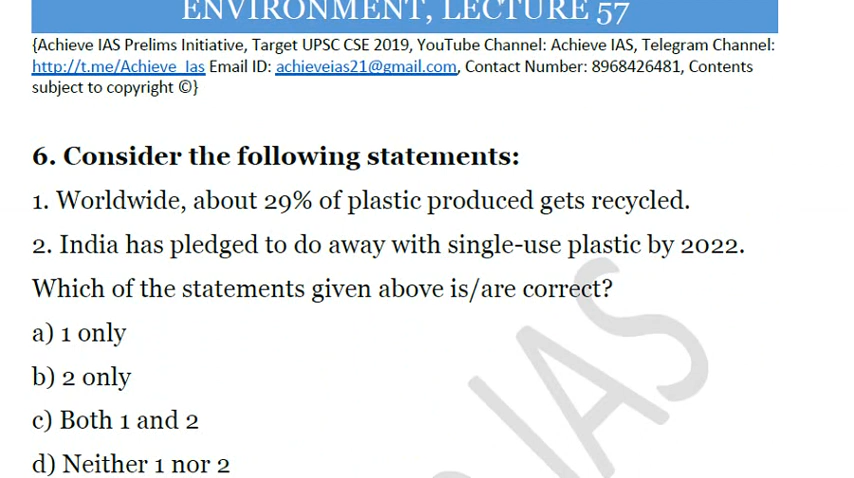 ENVIRONMENT, LECTURE 57
{Achieve IAS Prelims Initiative, Target UPSC CSE 2019, YouTube Channel: Achieve IAS, Telegram Channel:
http://t.me/Achieve_Ias Email ID: achieveias21@gmail.com, Contact Number: 8968426481, Contents
subject to copyright ©}
6. Consider the following statements:
1. Worldwide, about 29% of plastic produced gets recycled.
2. India has pledged to do away with single-use plastic by 2022.
Which of the statements given above is/are correct?
a) 1 only
b) 2 only
c) Both 1 and 2
d) Neither 1 nor 2
IAS